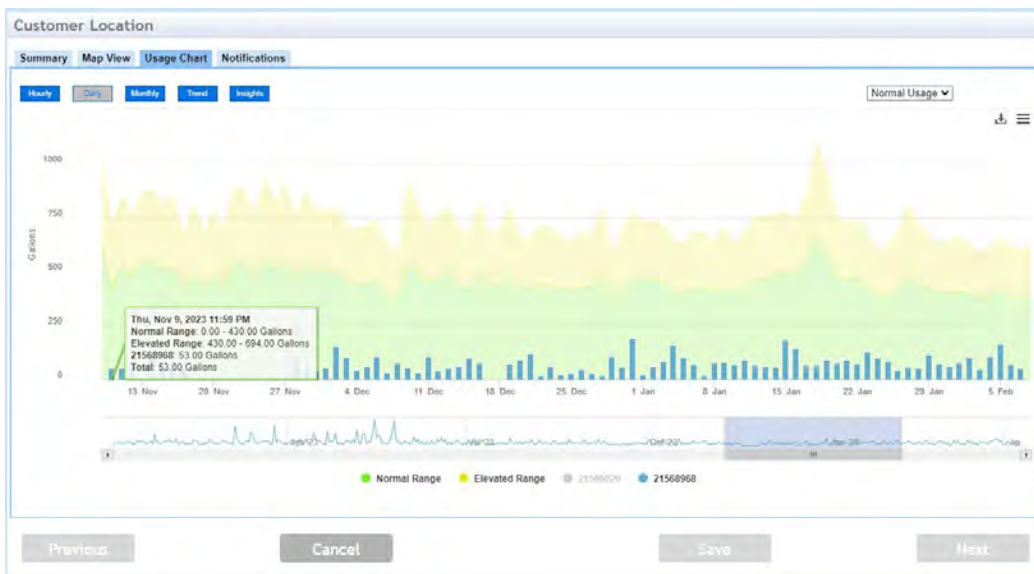 Customer Location
Summary Map View Usage Chart Notifications
Hourly Daily Monthly Trend Insights Normal Usage
1000
750
500
250
0
Gallons
Thu, Nov 9, 2023 11:59 PM
Normal Range: 0.00 - 430.00 Gallons
Elevated Range: 430.00 - 694.00 Gallons
21568968: 53.00 Gallons
Total: 53.00 Gallons
13 Nov 20 Nov 27 Nov 4 Dec 11 Dec 18 Dec 25 Dec 1 Jan 8 Jan 15 Jan 22 Jan 29 Jan 5 Feb
Normal Range Elevated Range 21568968
Previous Cancel Save Next